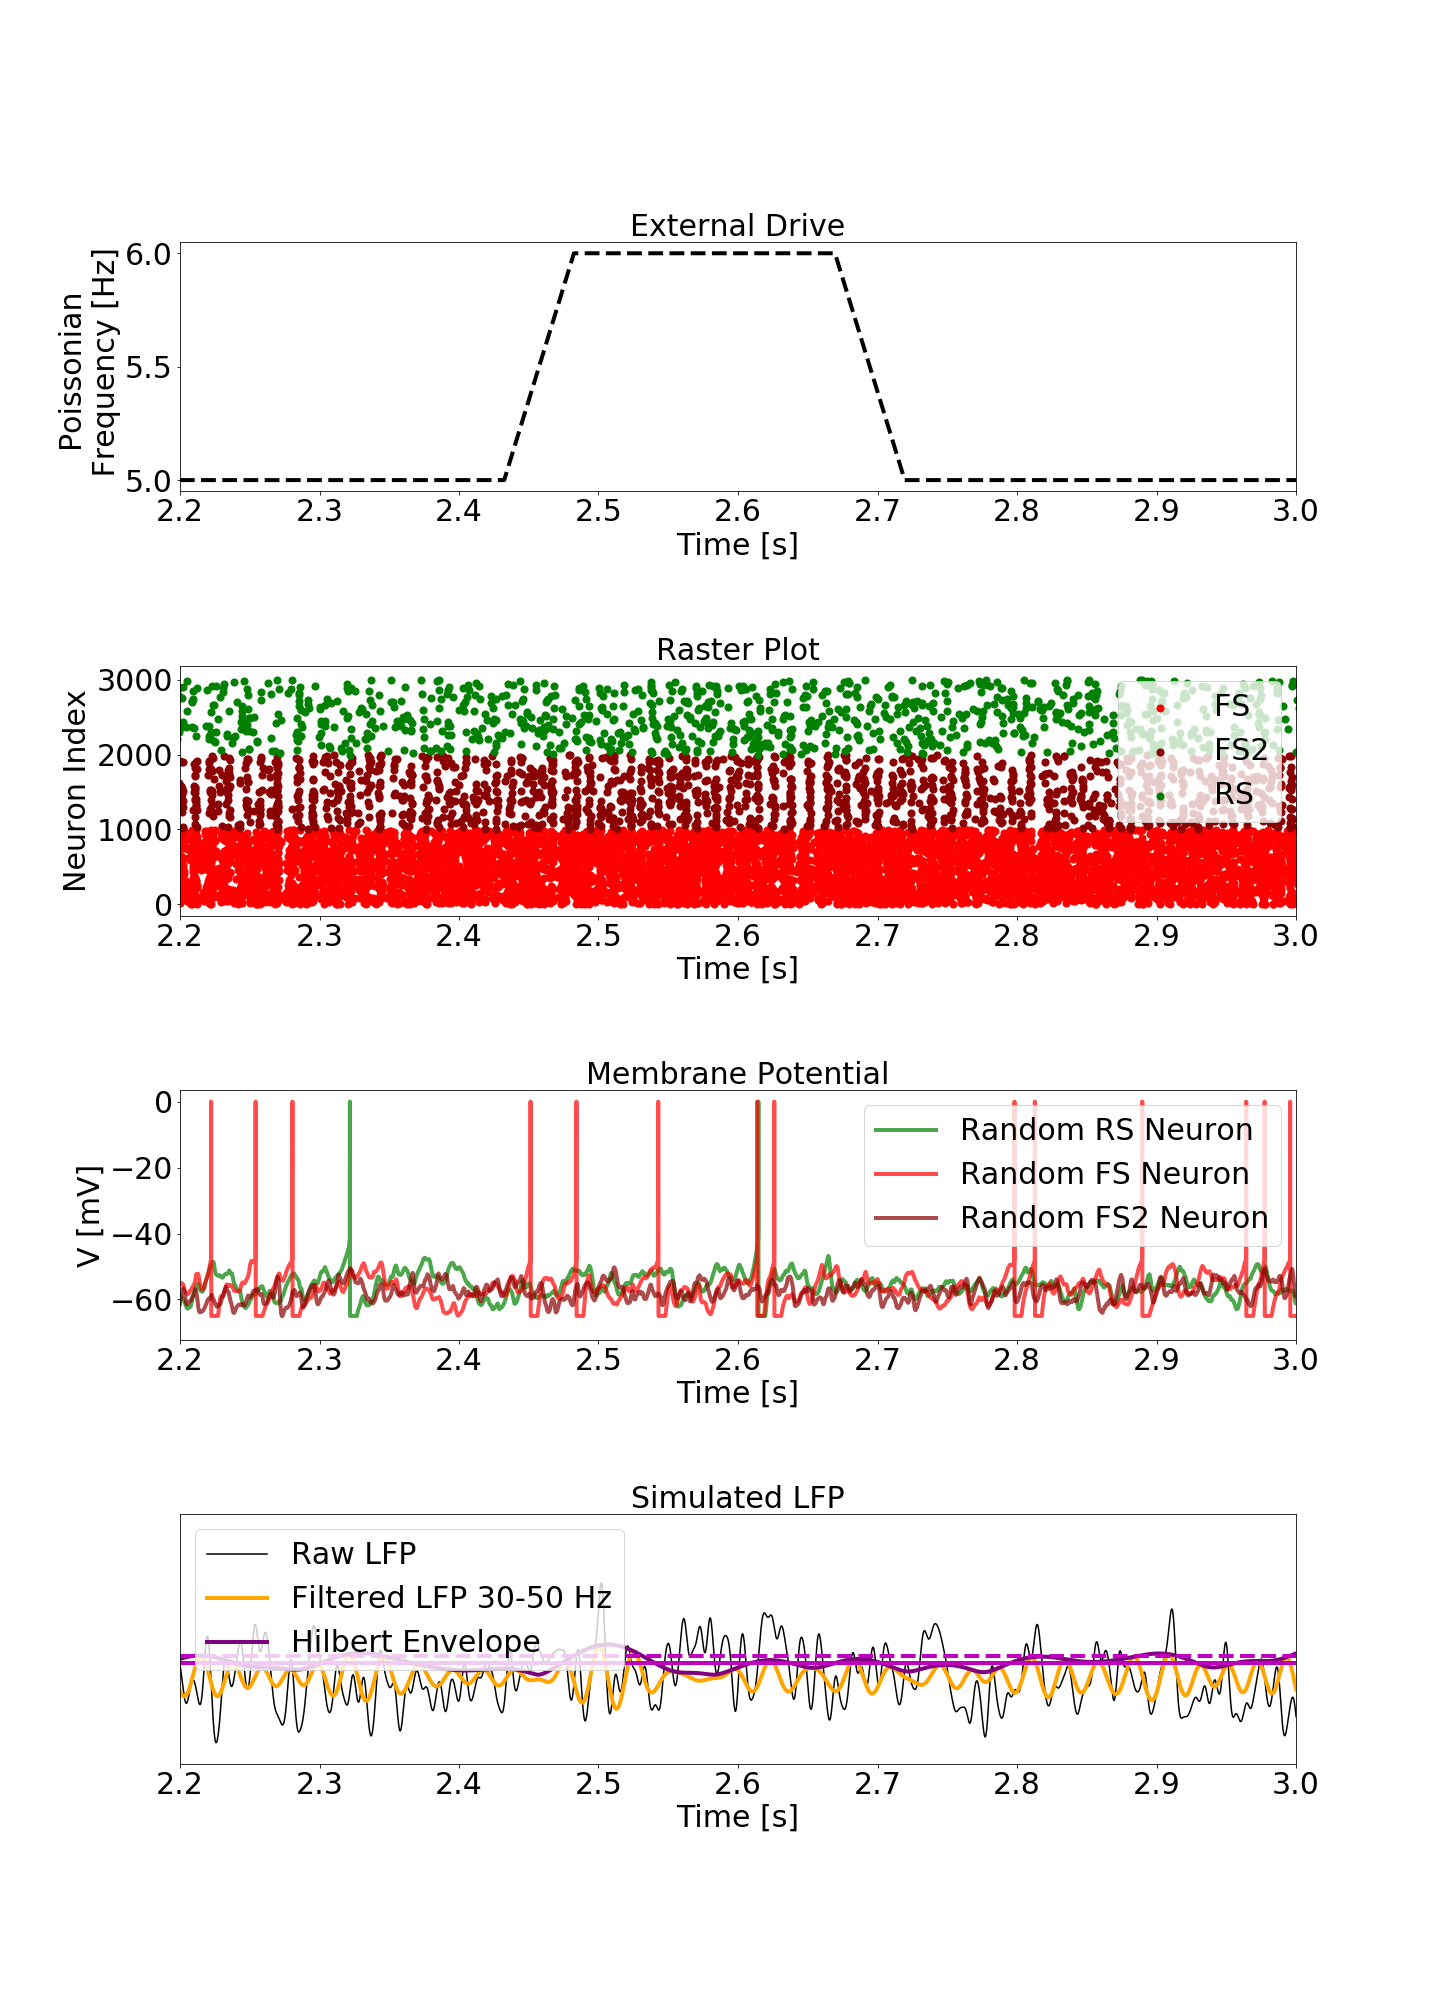 External Drive
Poissonian
Frequency [Hz]
6.0
5.5
5.0
2.2 2.3 2.4 2.5 2.6 2.7 2.8 2.9 3.0
Time [s]
Raster Plot
Neuron Index
3000
2000
1000
0
FS
FS2
RS
2.2 2.3 2.4 2.5 2.6 2.7 2.8 2.9 3.0
Time [s]
Membrane Potential
V [mV]
0
−20
−40
−60
Random RS Neuron
Random FS Neuron
Random FS2 Neuron
2.2 2.3 2.4 2.5 2.6 2.7 2.8 2.9 3.0
Time [s]
Simulated LFP
Raw LFP
Filtered LFP 30-50 Hz
Hilbert Envelope
2.2 2.3 2.4 2.5 2.6 2.7 2.8 2.9 3.0
Time [s]